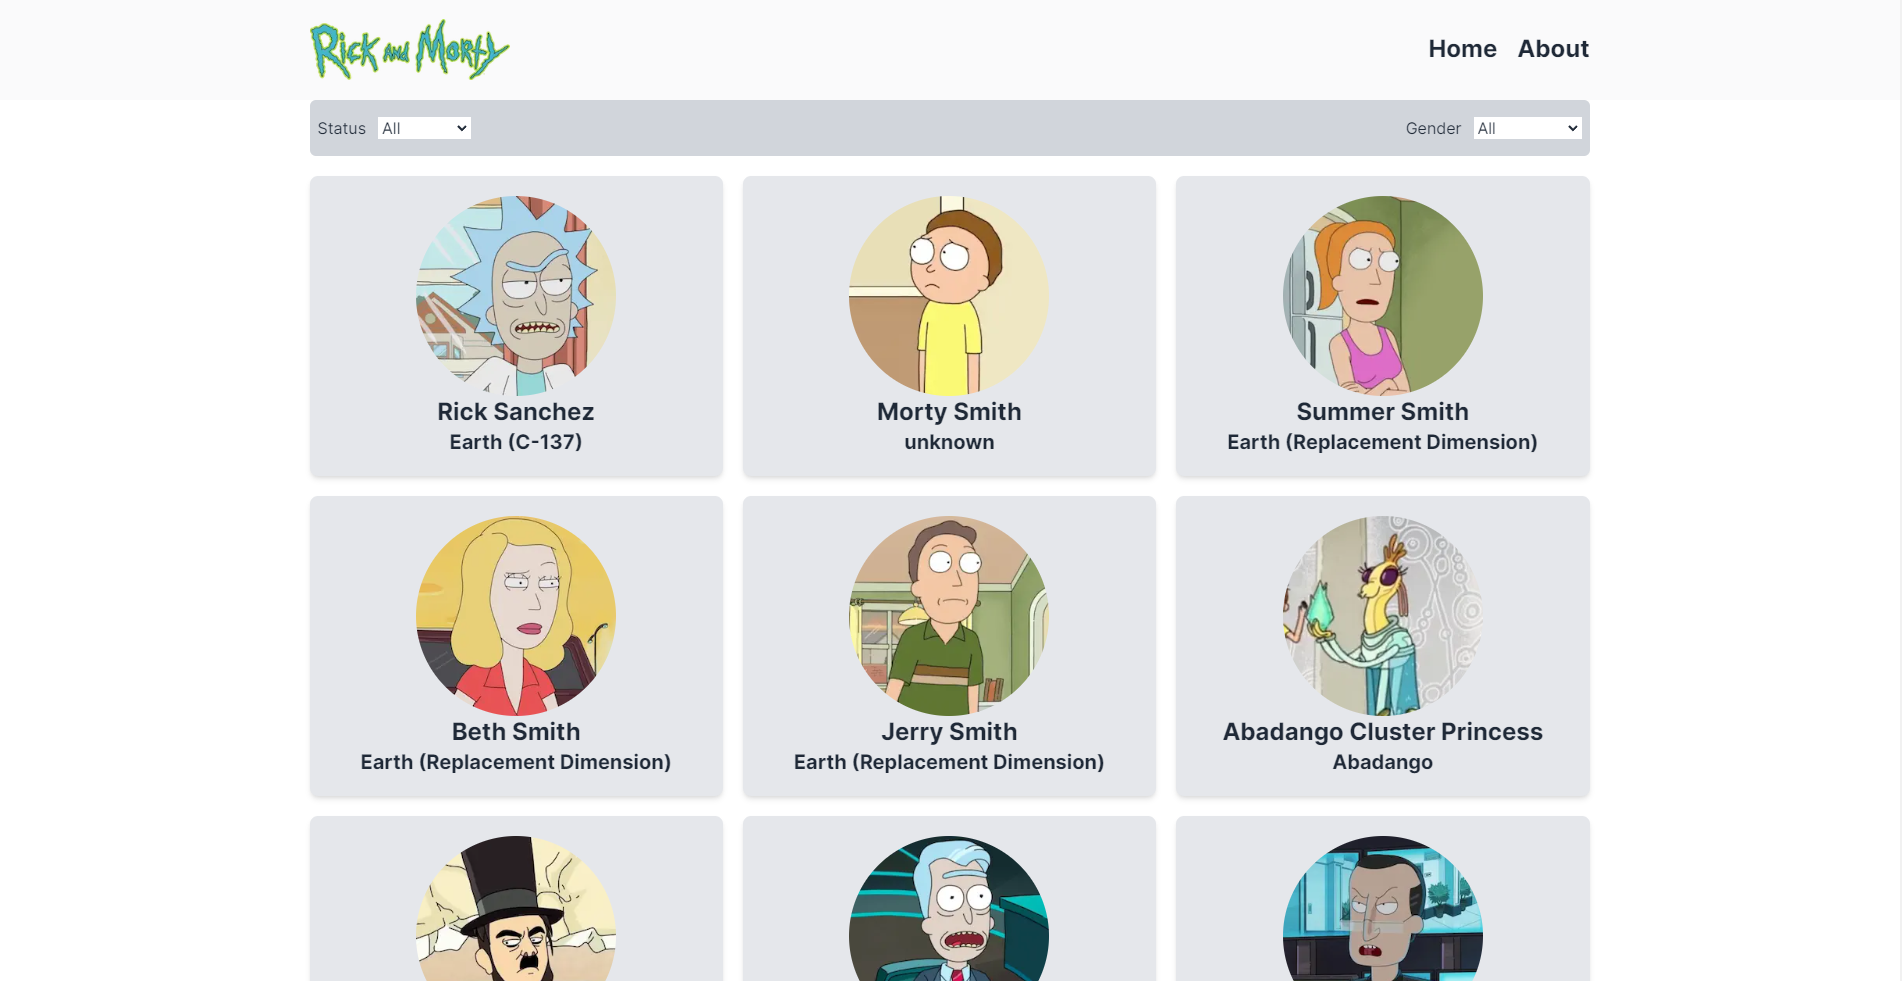 Rick and Morty
Home About
Status All Gender All
Rick Sanchez
Earth (C-137)
Morty Smith
unknown
Summer Smith
Earth (Replacement Dimension)
Beth Smith
Earth (Replacement Dimension)
Jerry Smith
Earth (Replacement Dimension)
Abadango Cluster Princess
Abadango